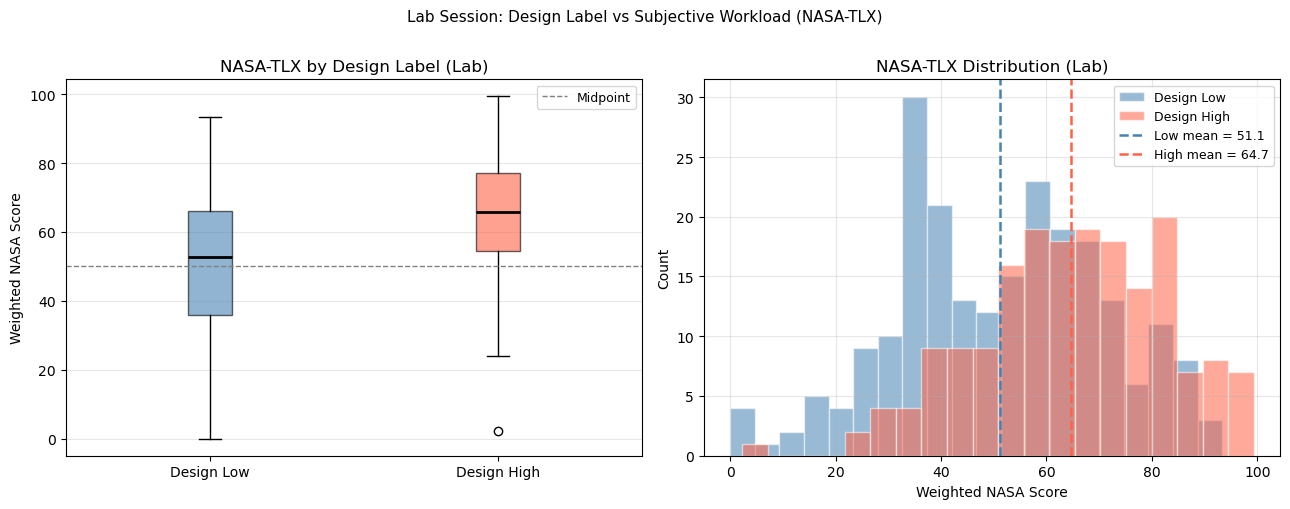 Lab Session: Design Label vs Subjective Workload (NASA-TLX)
NASA-TLX by Design Label (Lab)
Midpoint
Weighted NASA Score
100
80
60
40
20
0
Design Low
Design High
NASA-TLX Distribution (Lab)
Design Low
Design High
Low mean = 51.1
High mean = 64.7
Count
30
25
20
15
10
5
0
0
20
40
60
80
100
Weighted NASA Score